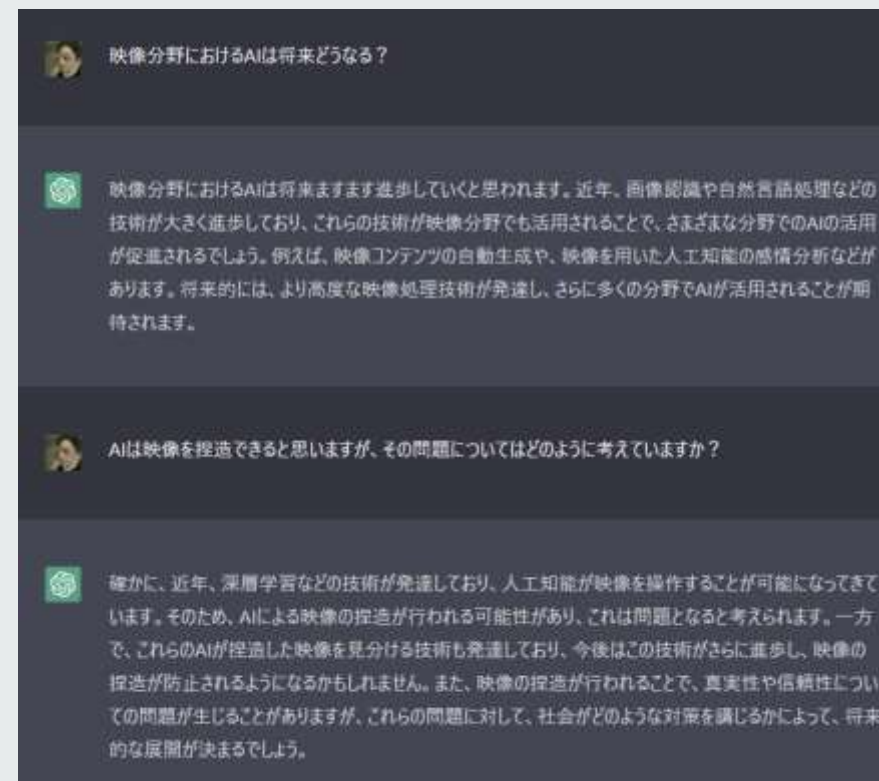 映像分野におけるAIは将来どうなる？
映像分野におけるAIは将来ますます進歩していくと思われます。近年、画像認識や自然言語処理などの
技術が大きく進歩しており、これらの技術が映像分野でも活用されることで、さまざまな分野でのAIの活用
が促進されるでしょう。例えば、映像コンテンツの自動生成や、映像を用いた人工知能の感情分析などが
あります。将来的には、より高度な映像処理技術が発達し、さらに多くの分野でAIが活用されることが期
待されます。
AIは映像を捏造できると思いますが、その問題についてはどのように考えていますか？
確かに、近年、深層学習などの技術が発達しており、人工知能が映像を操作することが可能になってきて
います。そのため、AIによる映像の捏造が行われる可能性があり、これは問題となると考えられます。一方
で、これらのAIが捏造した映像を見分ける技術も発達しており、今後はこの技術がさらに進歩し、映像の
捏造が防止されるようになるかもしれません。また、映像の捏造が行われることで、真実性や信頼性につい
ての問題が生じることがありますが、これらの問題に対して、社会がどのような対策を講じるかによって、将来
的な展開が決まるでしょう。